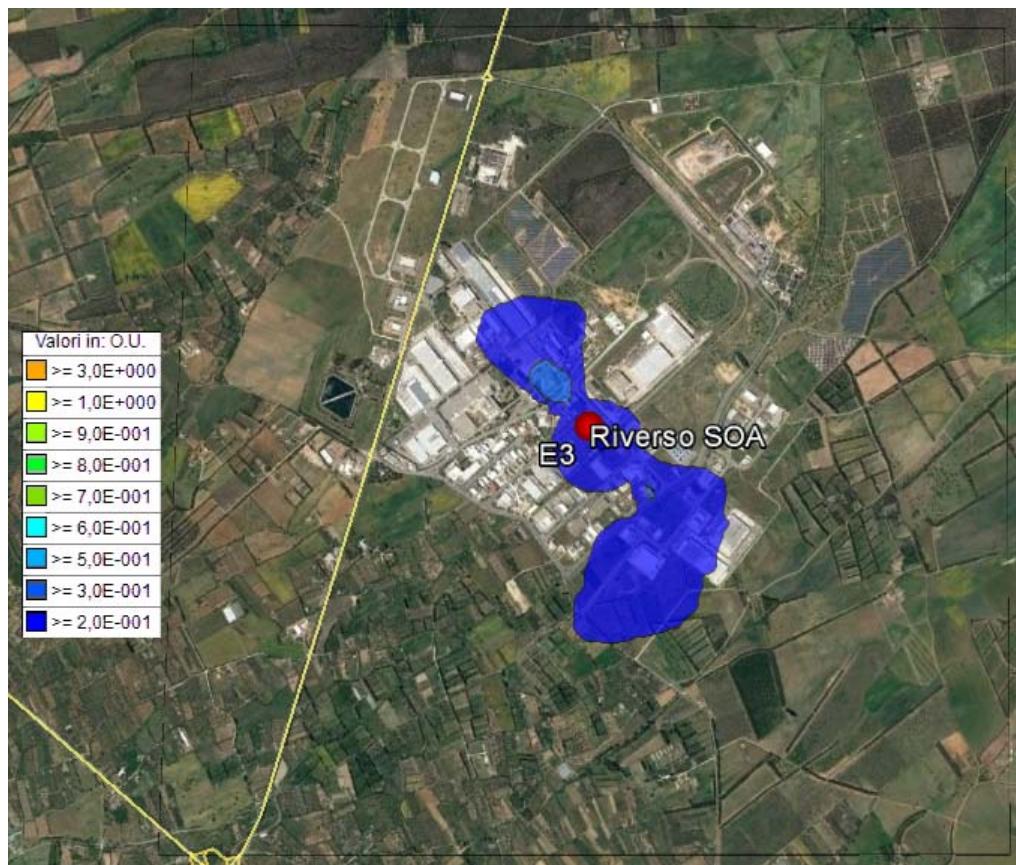 Valori in: O.U.
>= 3,0E+000
>= 1,0E+000
>= 9,0E-001
>= 8,0E-001
>= 7,0E-001
>= 6,0E-001
>= 5,0E-001
>= 3,0E-001
>= 2,0E-001
Riverso SOA
E3